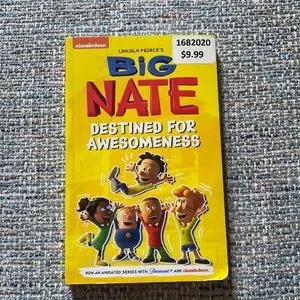 nickelodeon
LINCOLN PEIRCE'S
1682020
$9.99
BiG
NATE
DESTINED FOR
AWESOMENESS
NOW AN ANIMATED SERIES WITH Paramount+ AND nickelodeon